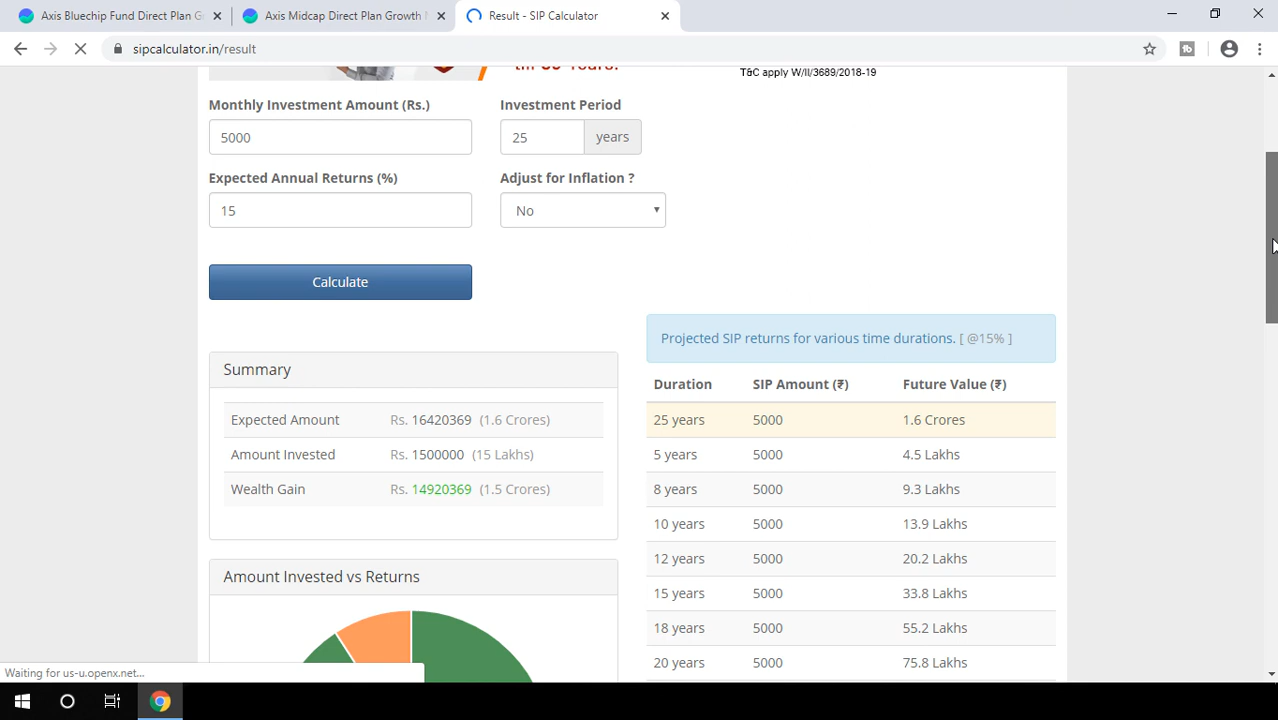 Axis Bluechip Fund Direct Plan G
Axis Midcap Direct Plan Growth
Result - SIP Calculator
sipcalculator.in/result
T&C apply W/II/3689/2018-19
Monthly Investment Amount (Rs.)
Investment Period
5000
25
years
Expected Annual Returns (%)
Adjust for Inflation ?
15
No
Calculate
Projected SIP returns for various time durations. [ @15% ]
Summary
Duration SIP Amount (₹) Future Value (₹)
Expected Amount Rs. 16420369 (1.6 Crores)
25 years 5000 1.6 Crores
Amount Invested Rs. 1500000 (15 Lakhs)
5 years 5000 4.5 Lakhs
Wealth Gain Rs. 14920369 (1.5 Crores)
8 years 5000 9.3 Lakhs
10 years 5000 13.9 Lakhs
12 years 5000 20.2 Lakhs
Amount Invested vs Returns
15 years 5000 33.8 Lakhs
18 years 5000 55.2 Lakhs
20 years 5000 75.8 Lakhs
Waiting for us-u.openx.net...